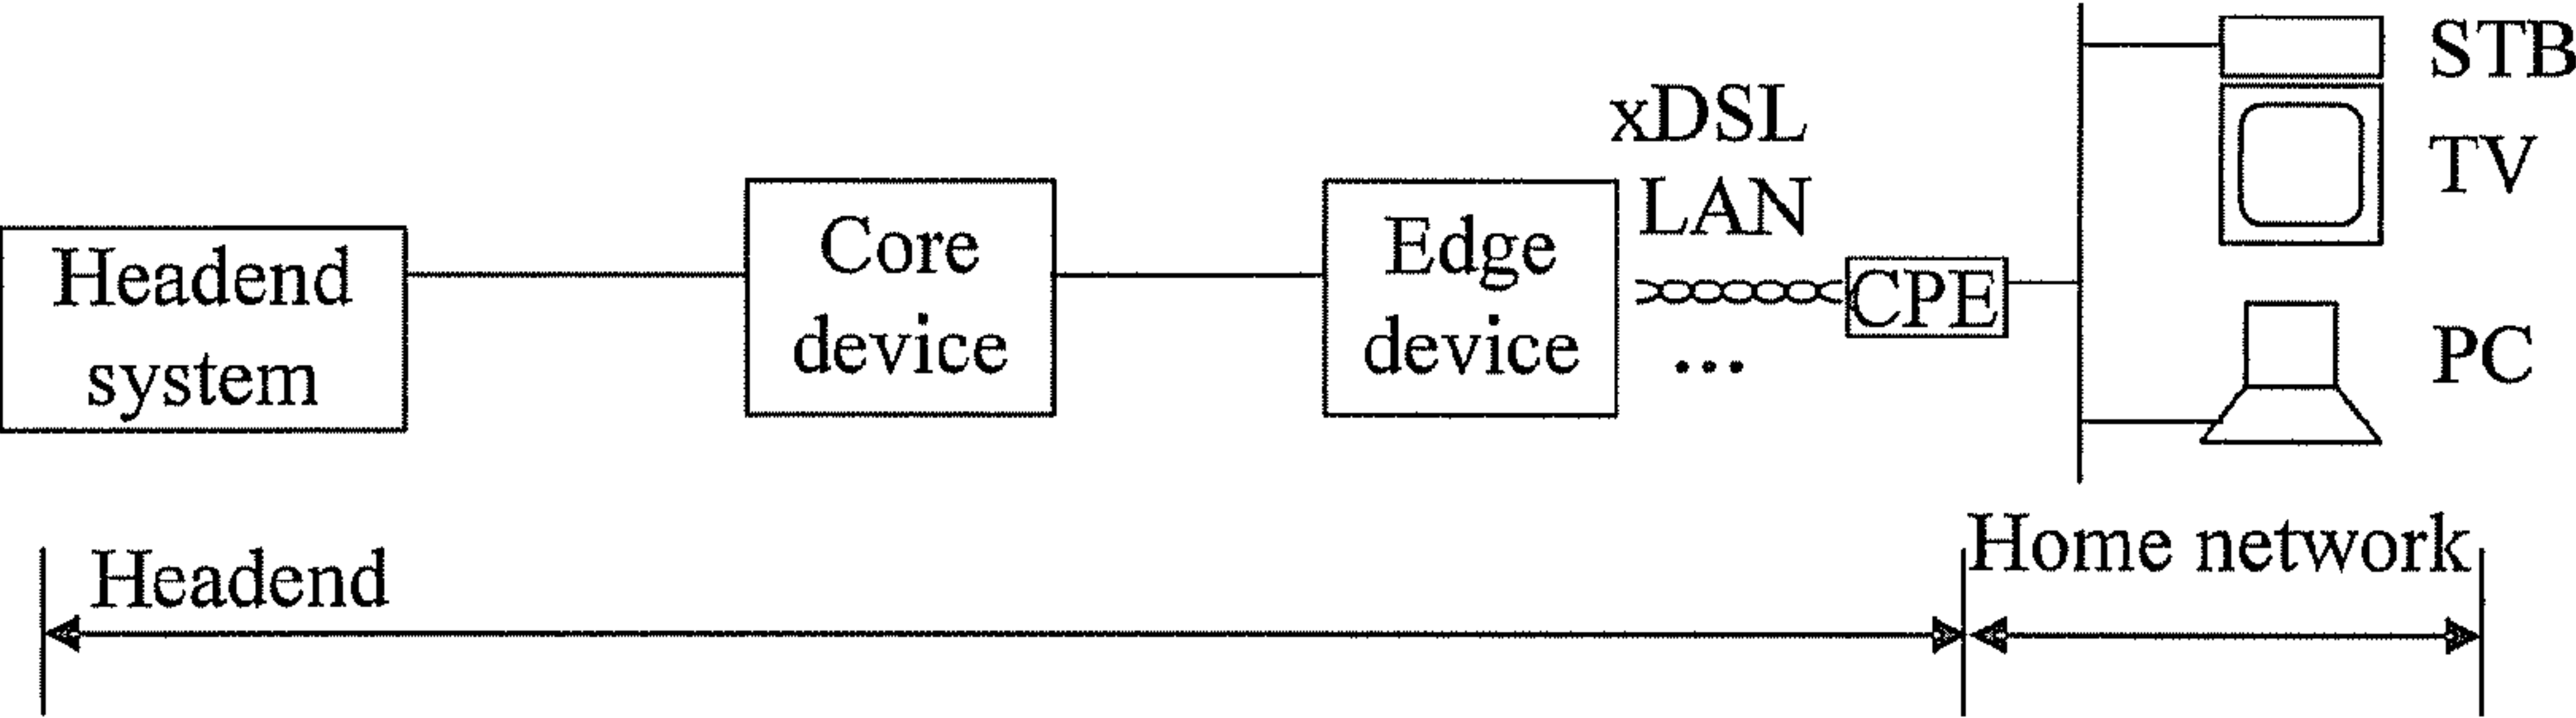 Headend
system
Core
device
Edge
device
xDSL
LAN
...
CPE
STB
TV
PC
Headend
Home network